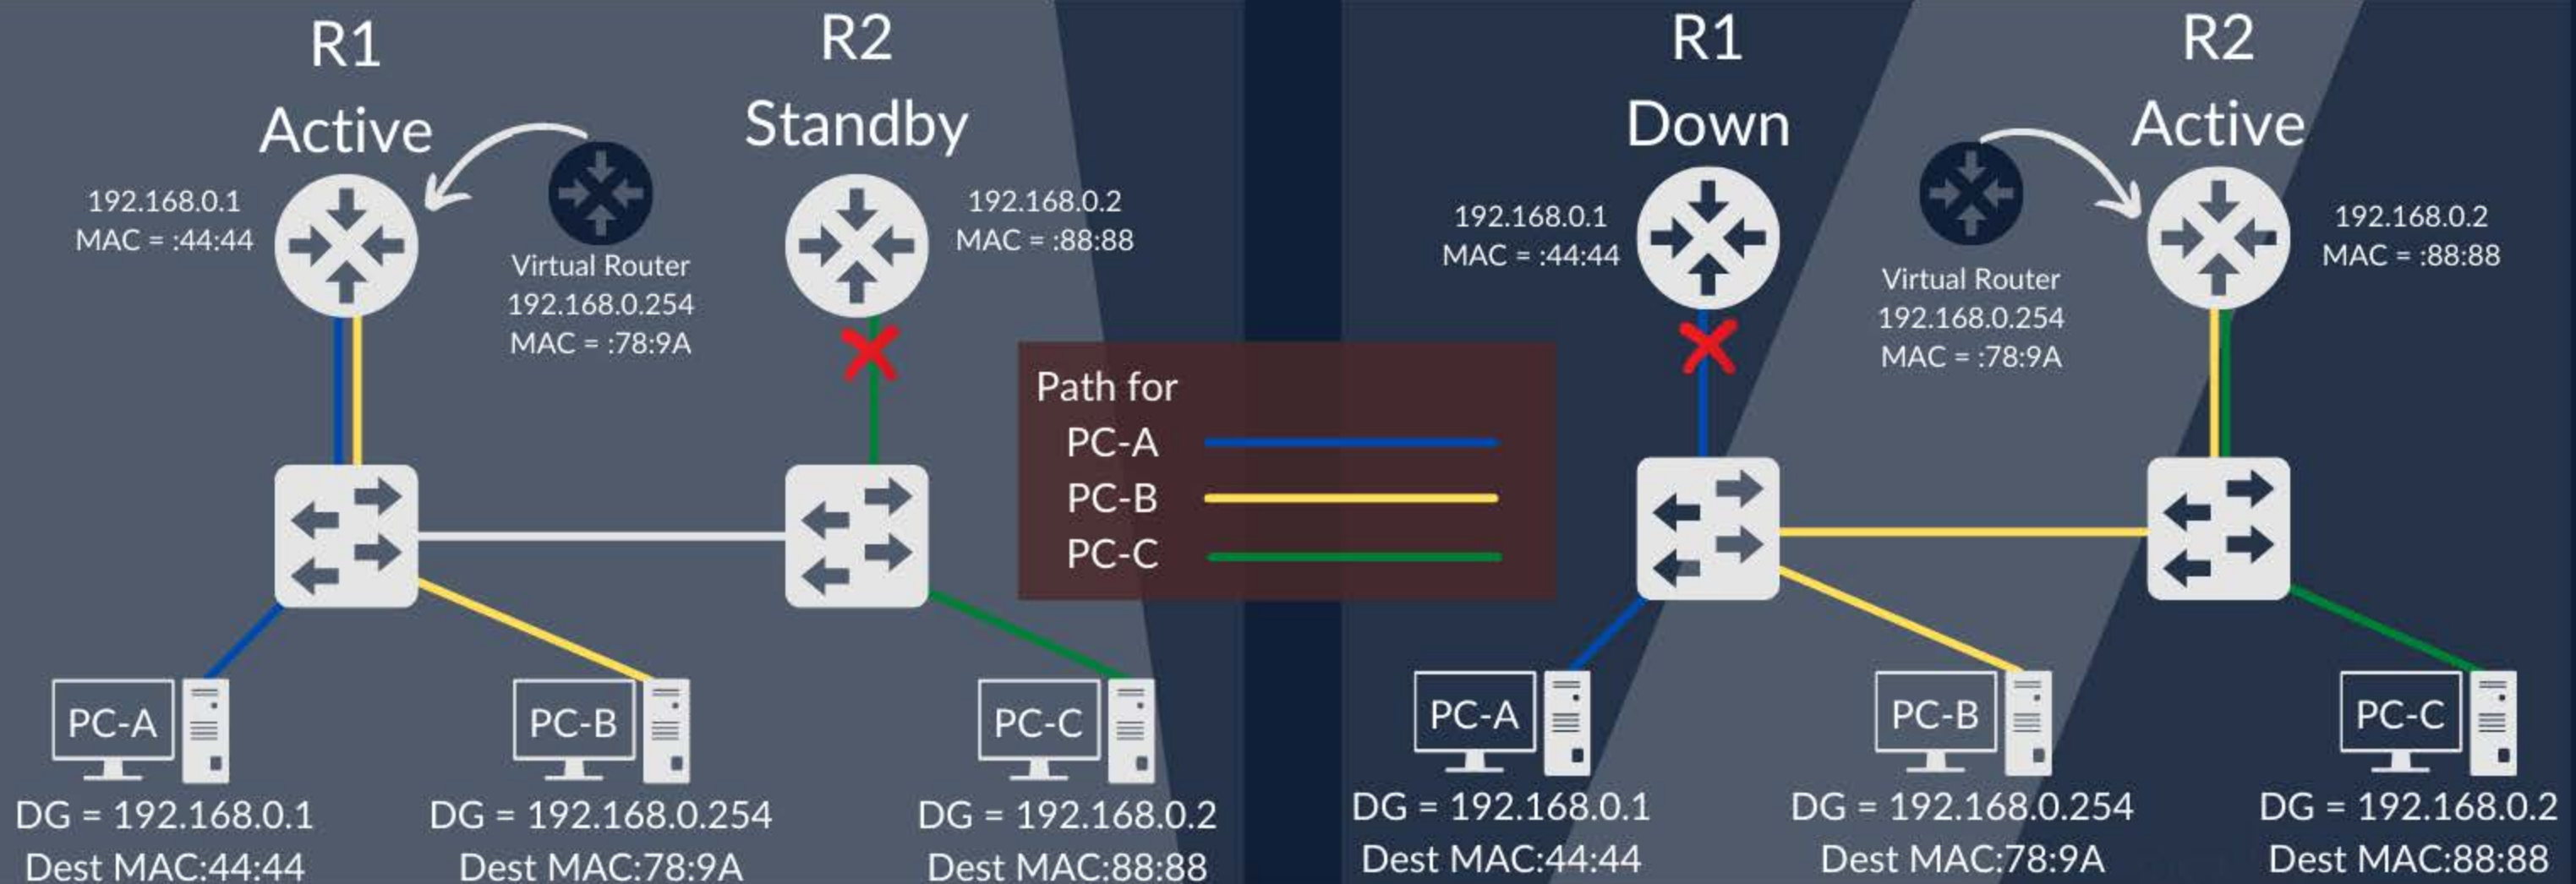 R1
Active
192.168.0.1
MAC = :44:44
Virtual Router
192.168.0.254
MAC = :78:9A
R2
Standby
192.168.0.2
MAC = :88:88
PC-A
DG = 192.168.0.1
Dest MAC:44:44
PC-B
DG = 192.168.0.254
Dest MAC:78:9A
PC-C
DG = 192.168.0.2
Dest MAC:88:88
Path for
PC-A
PC-B
PC-C
R1
Down
192.168.0.1
MAC = :44:44
Virtual Router
192.168.0.254
MAC = :78:9A
R2
Active
192.168.0.2
MAC = :88:88
PC-A
DG = 192.168.0.1
Dest MAC:44:44
PC-B
DG = 192.168.0.254
Dest MAC:78:9A
PC-C
DG = 192.168.0.2
Dest MAC:88:88